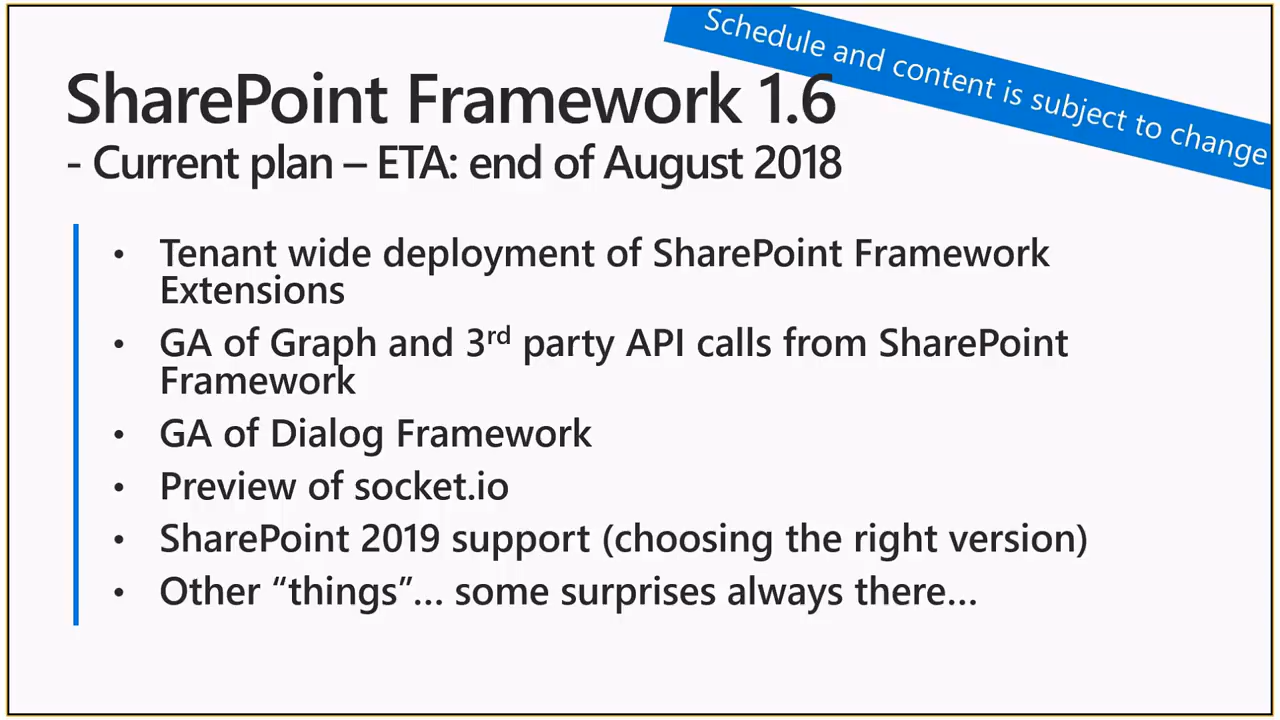 Schedule and content is subject to change
SharePoint Framework 1.6
- Current plan – ETA: end of August 2018
• Tenant wide deployment of SharePoint Framework
Extensions
• GA of Graph and 3rd party API calls from SharePoint
Framework
• GA of Dialog Framework
• Preview of socket.io
• SharePoint 2019 support (choosing the right version)
• Other “things”... some surprises always there...